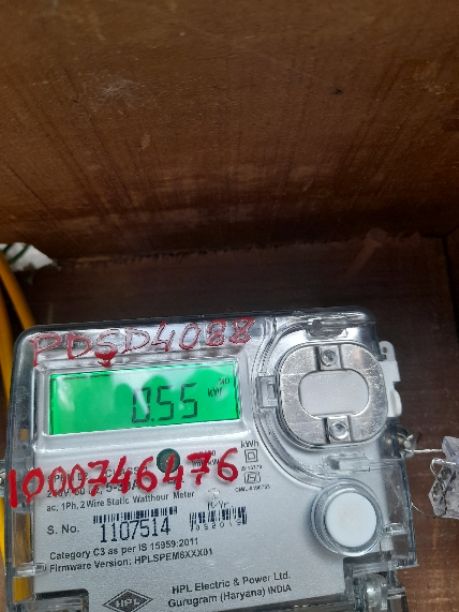 PDSD4088
MD
0.55 kW
kWh
1000746476
ac, 1Ph, 2 Wire Static Watthour Meter
S. No. 1107514
Category C3 as per IS 15959:2011
Firmware Version: HPLSPEM6XXX01
HPL
HPL Electric & Power Ltd.
Gurugram (Haryana) INDIA